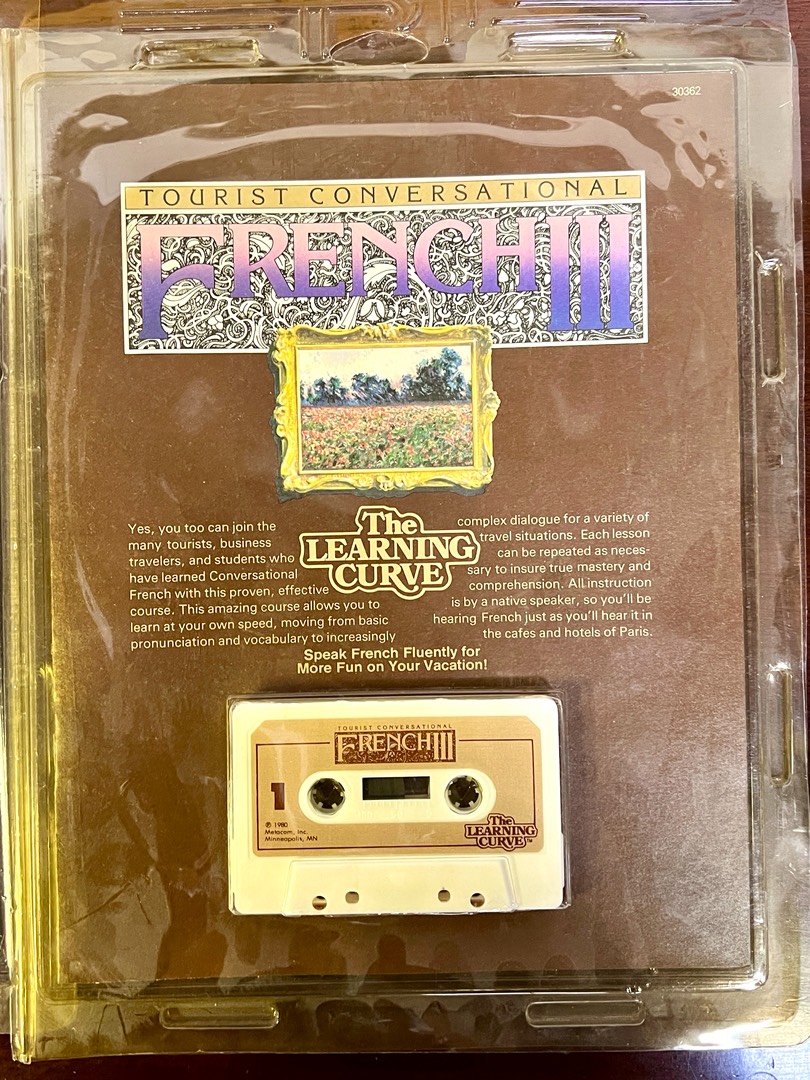 30362
TOURIST CONVERSATIONAL
FRENCH III
Yes, you too can join the
many tourists, business
travelers, and students who
have learned Conversational
French with this proven, effective
course. This amazing course allows you to
learn at your own speed, moving from basic
pronunciation and vocabulary to increasingly
The
LEARNING
CURVE
complex dialogue for a variety of
travel situations. Each lesson
can be repeated as neces-
sary to insure true mastery and
comprehension. All instruction
is by a native speaker, so you'll be
hearing French just as you'll hear it in
the cafes and hotels of Paris.
Speak French Fluently for
More Fun on Your Vacation!
TOURIST CONVERSATIONAL
FRENCH III
1
℗ 1980
Metacom, Inc.
Minneapolis, MN
The
LEARNING
CURVE™